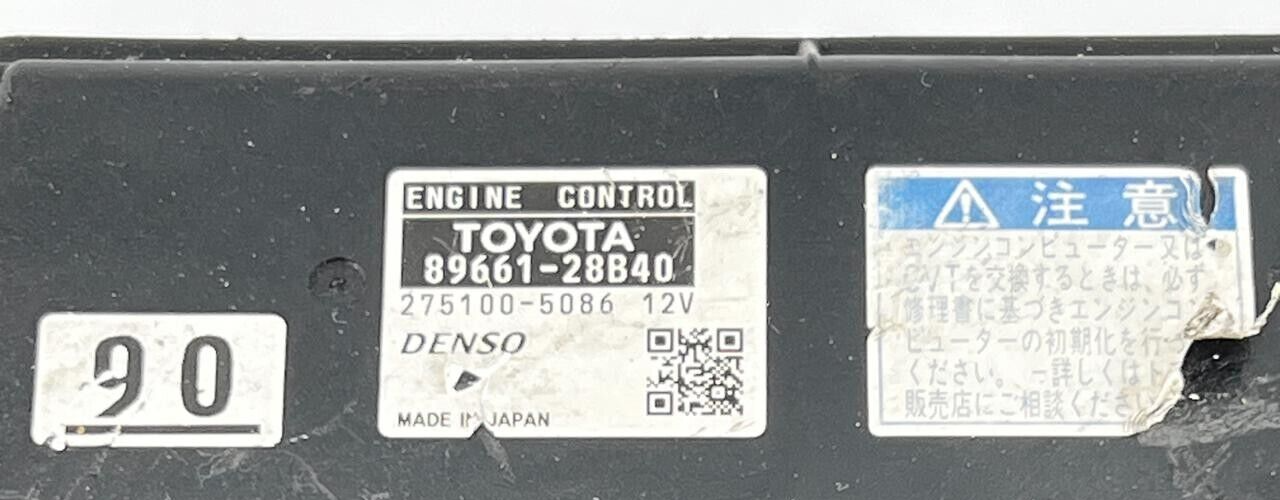 90
ENGINE CONTROL
TOYOTA
89661-28B40
275100-5086 12V
DENSO
MADE IN JAPAN
注意
エンジンコンピューター又は
CVTを交換するときは、必ず
修理書に基づきエンジンコ
ピューターの初期化を行
ください。 詳しくはト
販売店にご相談くださ